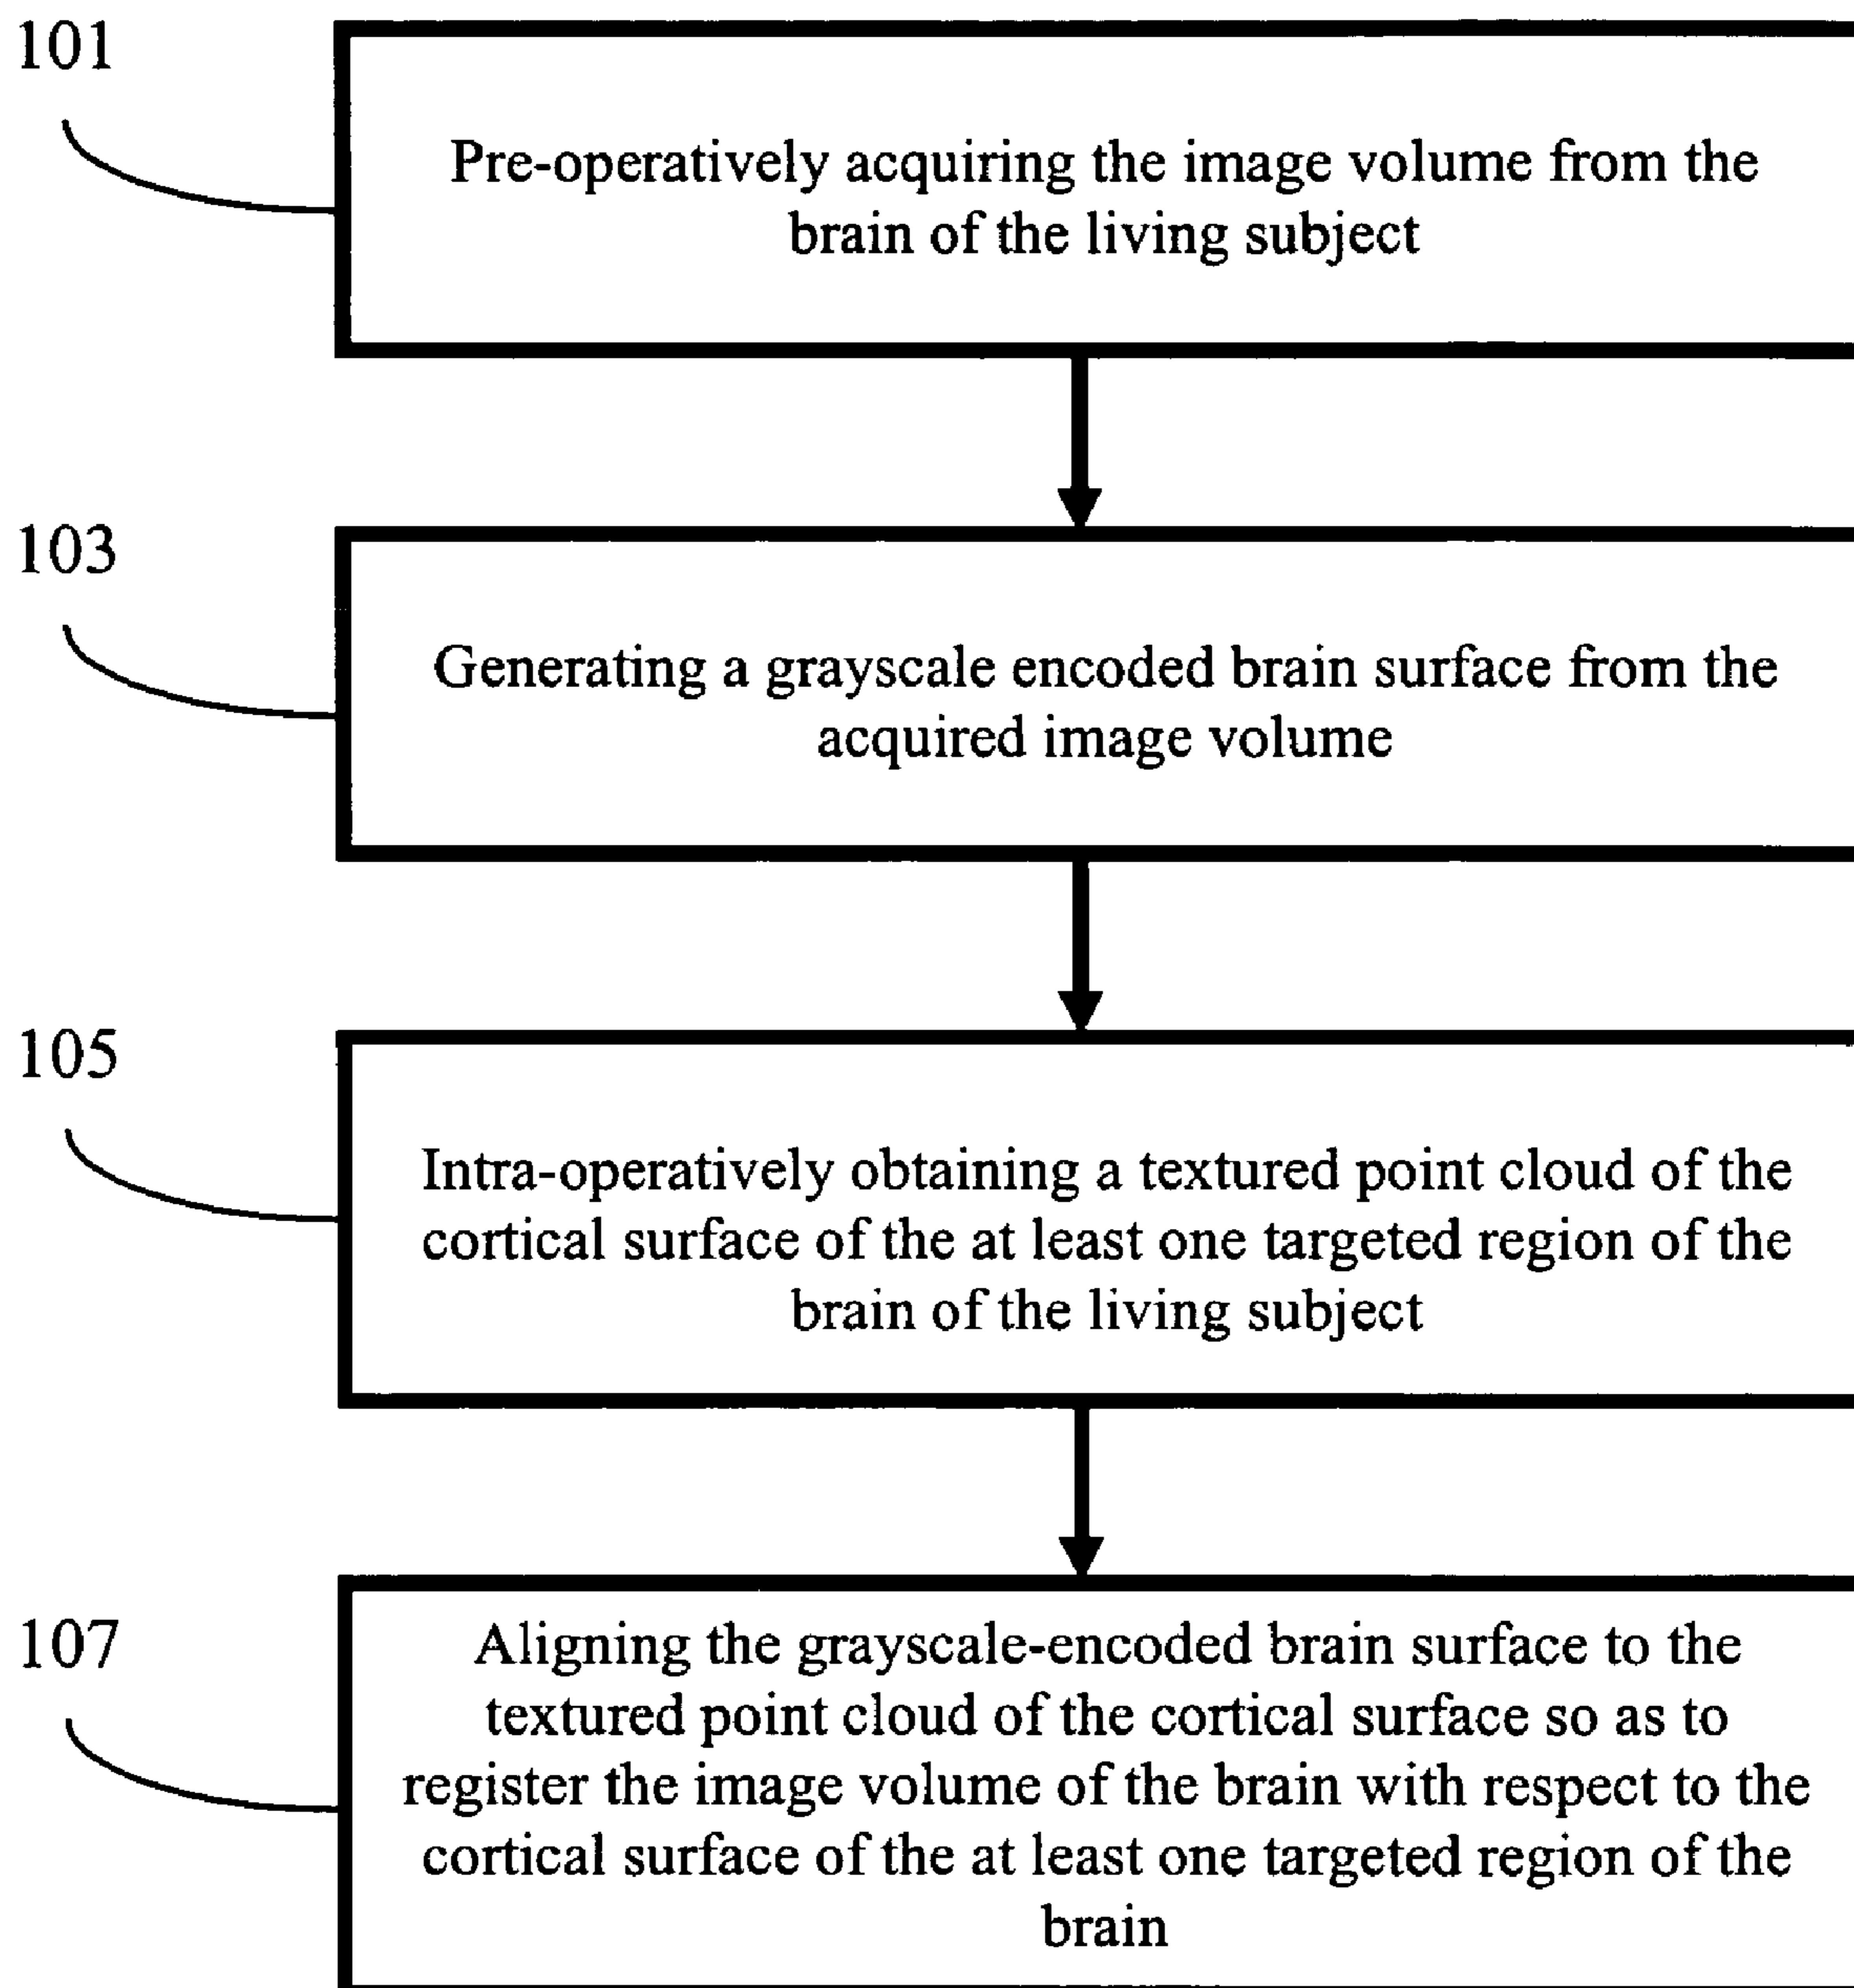 101
Pre-operatively acquiring the image volume from the
brain of the living subject
103
Generating a grayscale encoded brain surface from the
acquired image volume
105
Intra-operatively obtaining a textured point cloud of the
cortical surface of the at least one targeted region of the
brain of the living subject
107
Aligning the grayscale-encoded brain surface to the
textured point cloud of the cortical surface so as to
register the image volume of the brain with respect to the
cortical surface of the at least one targeted region of the
brain